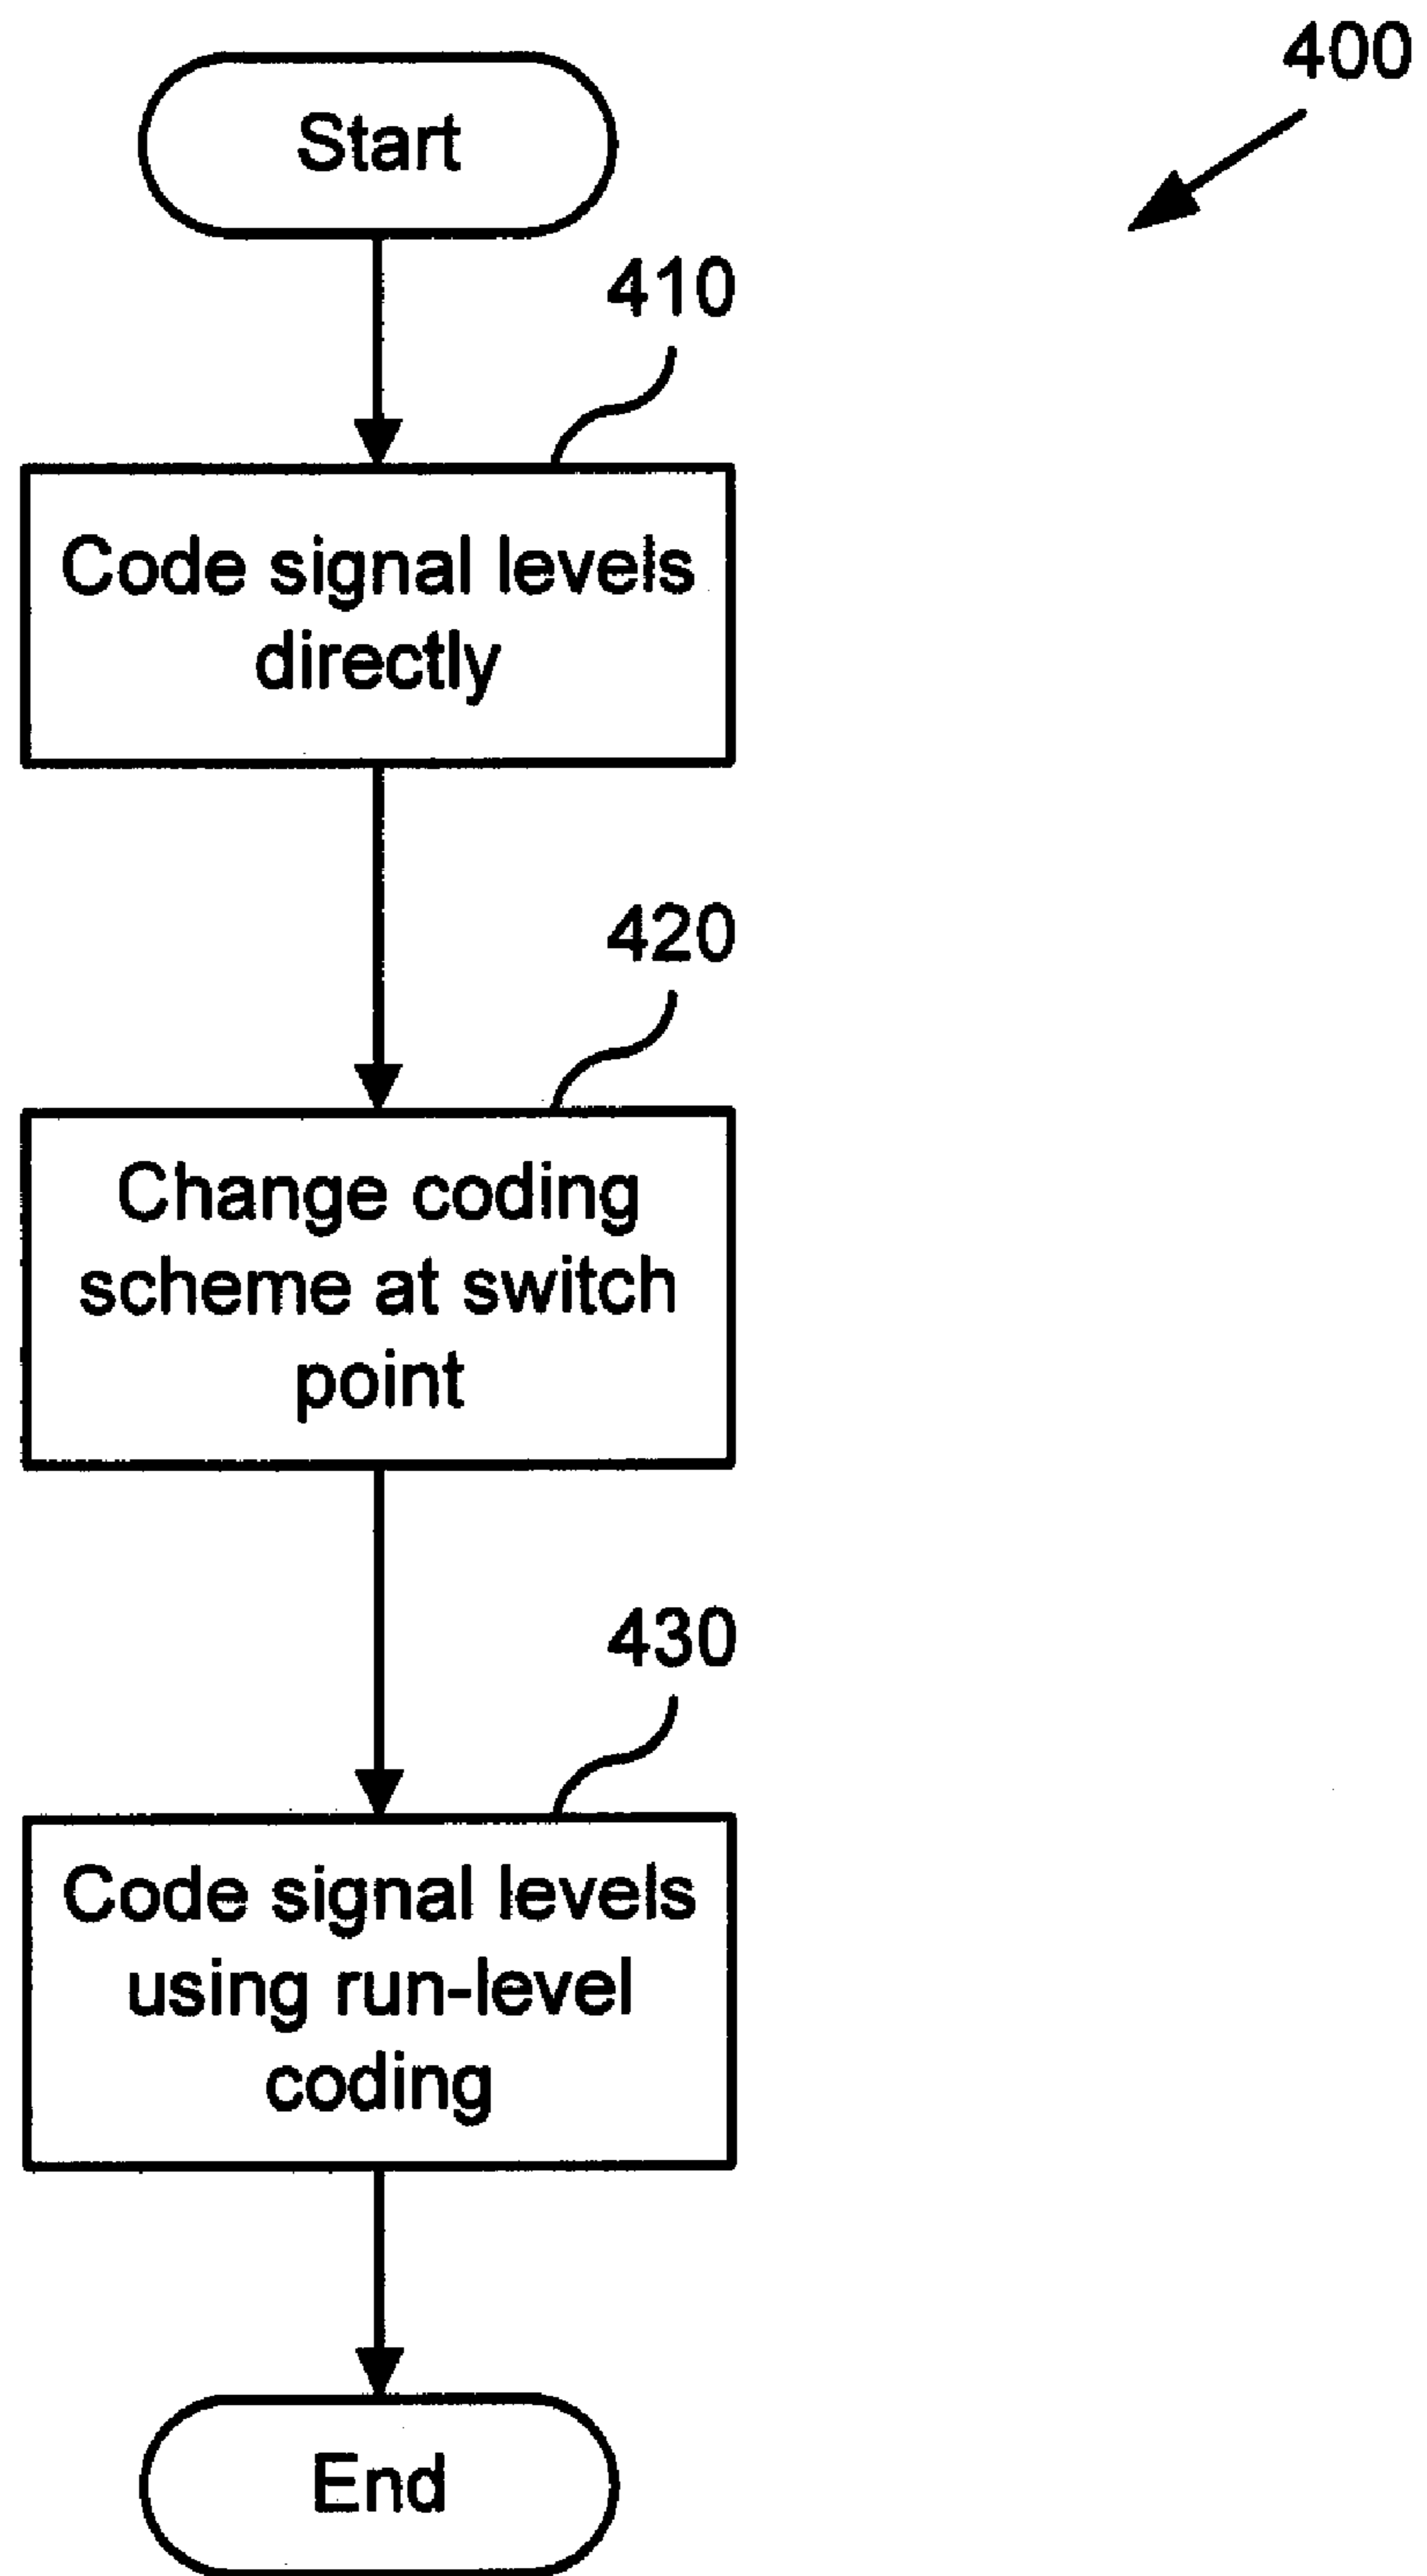 400
Start
410
Code signal levels
directly
420
Change coding
scheme at switch
point
430
Code signal levels
using run-level
coding
End